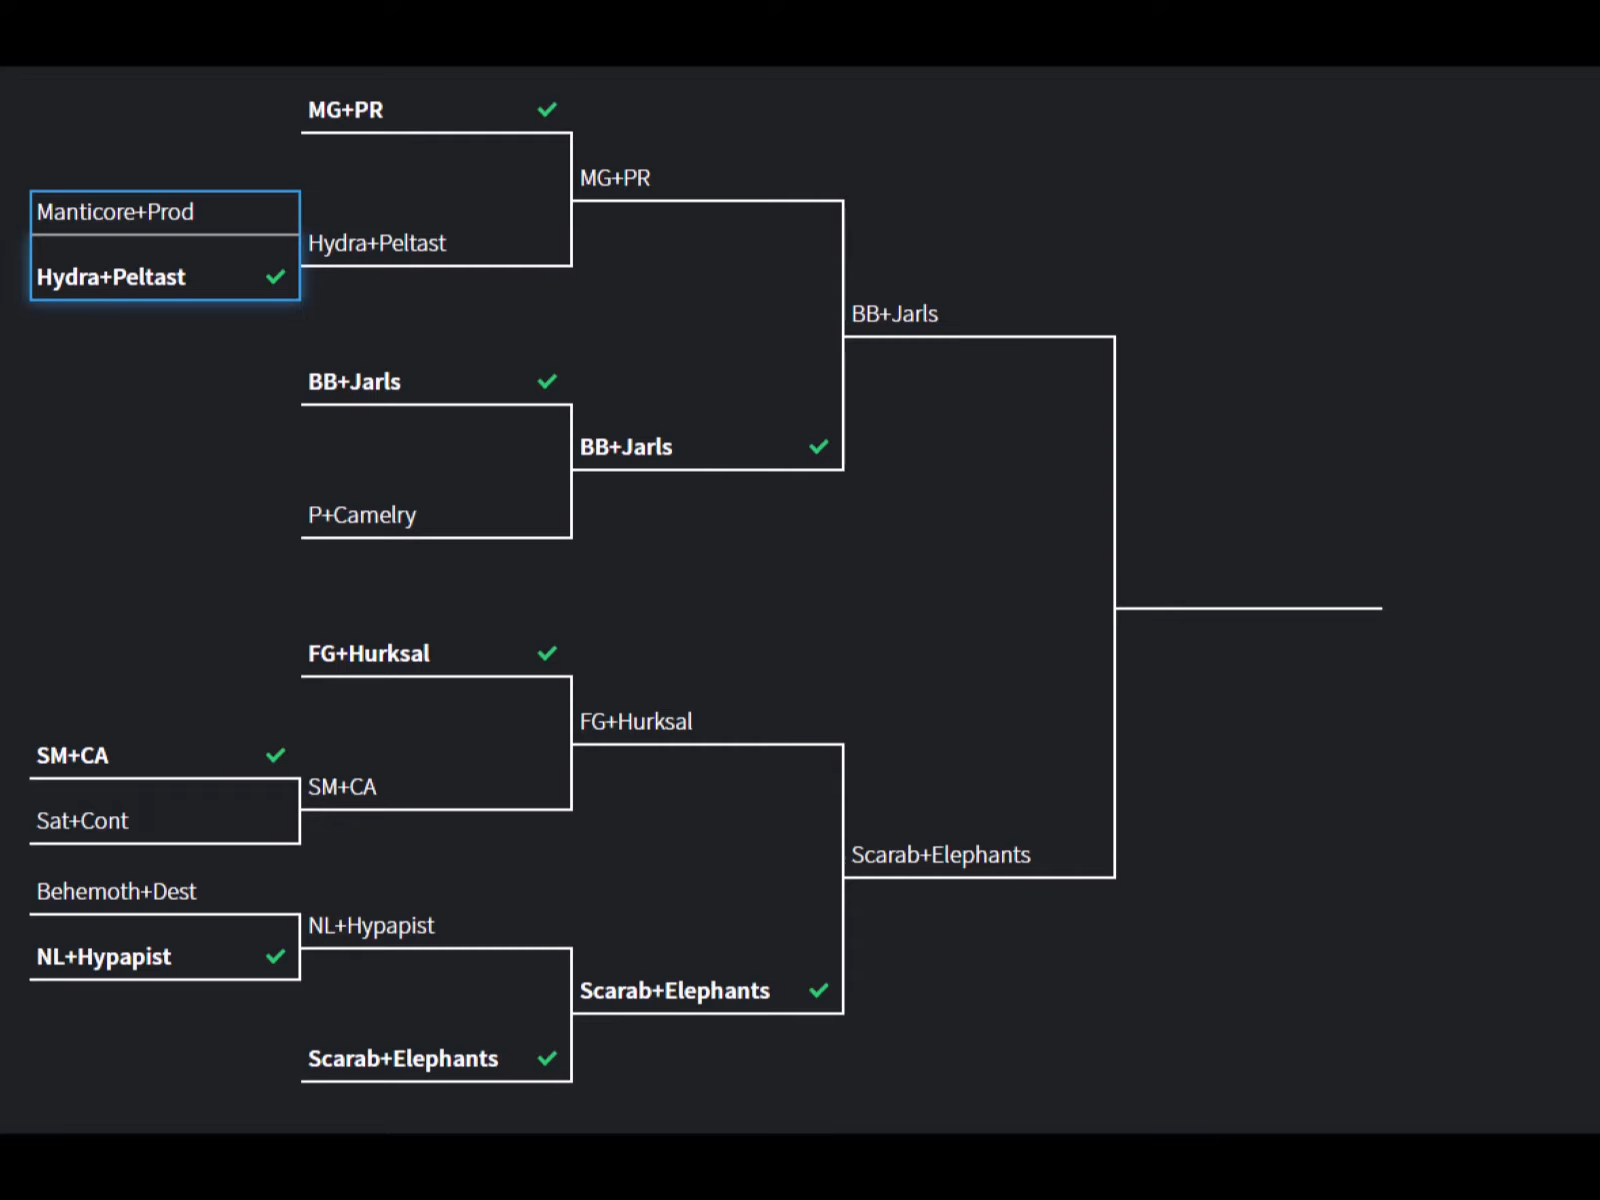 MG+PR
MG+PR
Manticore+Prod
Hydra+Peltast
Hydra+Peltast
BB+Jarls
BB+Jarls
BB+Jarls
P+Camelry
FG+Hurksal
FG+Hurksal
SM+CA
SM+CA
Sat+Cont
Scarab+Elephants
Behemoth+Dest
NL+Hypapist
NL+Hypapist
Scarab+Elephants
Scarab+Elephants